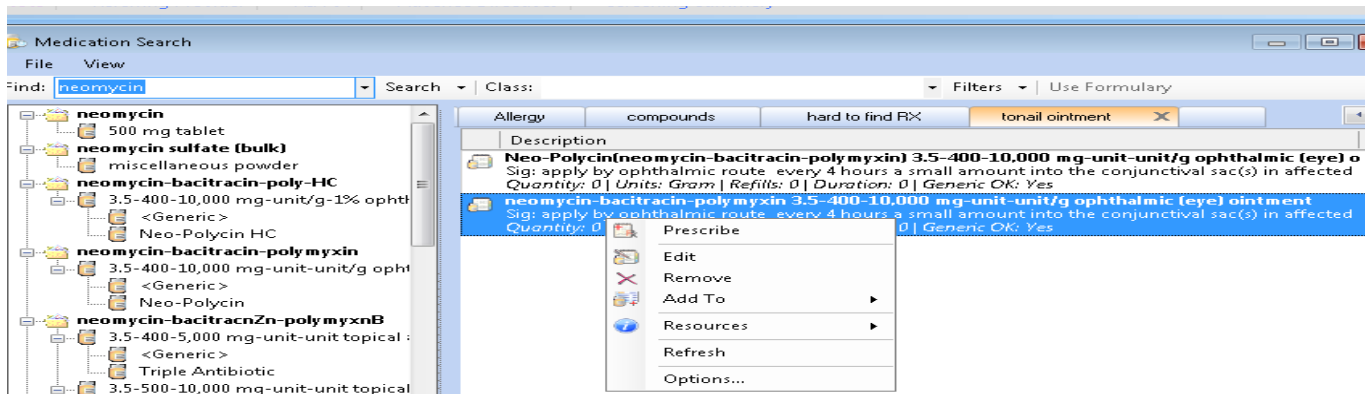 Medication Search
File View
Find: neomycin Search Class: Filters Use Formulary
neomycin
500 mg tablet
neomycin sulfate (bulk)
miscellaneous powder
neomycin-bacitracin-poly-HC
3.5-400-10,000 mg-unit/g-1% ophth
<Generic>
Neo-Polycin HC
neomycin-bacitracin-polymyxin
3.5-400-10,000 mg-unit-unit/g opht
<Generic>
Neo-Polycin
neomycin-bacitracnZn-polymyxnB
3.5-400-5,000 mg-unit-unit topical
<Generic>
Triple Antibiotic
3.5-500-10,000 mg-unit-unit topical
Allergy compounds hard to find RX tonail ointment
Description
Neo-Polycin(neomycin-bacitracin-polymyxin) 3.5-400-10,000 mg-unit-unit/g ophthalmic (eye) o
Sig: apply by ophthalmic route every 4 hours a small amount into the conjunctival sac(s) in affected
Quantity: 0 | Units: Gram | Refills: 0 | Duration: 0 | Generic OK: Yes
neomycin-bacitracin-polymyxin 3.5-400-10,000 mg-unit-unit/g ophthalmic (eye) ointment
Sig: apply by ophthalmic route every 4 hours a small amount into the conjunctival sac(s) in affected
Quantity: 0 0 | Generic OK: Yes
Prescribe
Edit
Remove
Add To
Resources
Refresh
Options...